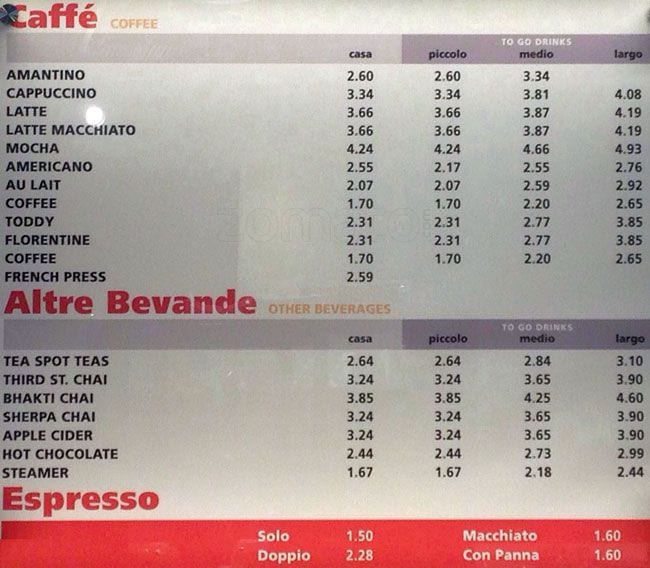 Caffé COFFEE
TO GO DRINKS
casa piccolo medio largo
AMANTINO 2.60 2.60 3.34
CAPPUCCINO 3.34 3.34 3.81 4.08
LATTE 3.66 3.66 3.87 4.19
LATTE MACCHIATO 3.66 3.66 3.87 4.19
MOCHA 4.24 4.24 4.66 4.93
AMERICANO 2.55 2.17 2.55 2.76
AU LAIT 2.07 2.07 2.59 2.92
COFFEE 1.70 1.70 2.20 2.65
TODDY 2.31 2.31 2.77 3.85
FLORENTINE 2.31 2.31 2.77 3.85
COFFEE 1.70 1.70 2.20 2.65
FRENCH PRESS 2.59
Altre Bevande OTHER BEVERAGES
TO GO DRINKS
casa piccolo medio largo
TEA SPOT TEAS 2.64 2.64 2.84 3.10
THIRD ST. CHAI 3.24 3.24 3.65 3.90
BHAKTI CHAI 3.85 3.85 4.25 4.60
SHERPA CHAI 3.24 3.24 3.65 3.90
APPLE CIDER 3.24 3.24 3.65 3.90
HOT CHOCOLATE 2.44 2.44 2.73 2.99
STEAMER 1.67 1.67 2.18 2.44
Espresso
Solo 1.50 Macchiato 1.60
Doppio 2.28 Con Panna 1.60